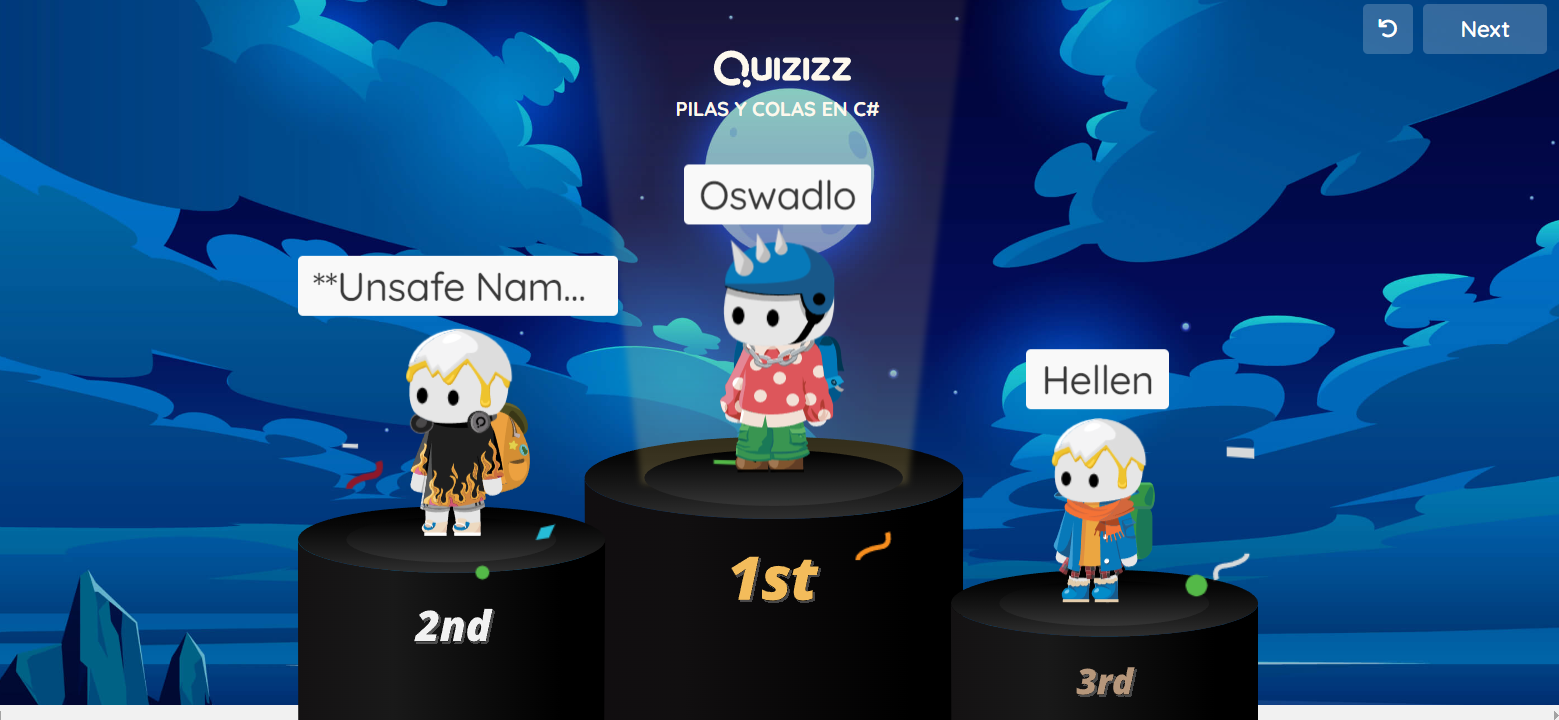 Next
QUIZIZZ
PILAS Y COLAS EN C#
Oswadlo
**Unsafe Nam...
Hellen
1st
2nd
3rd